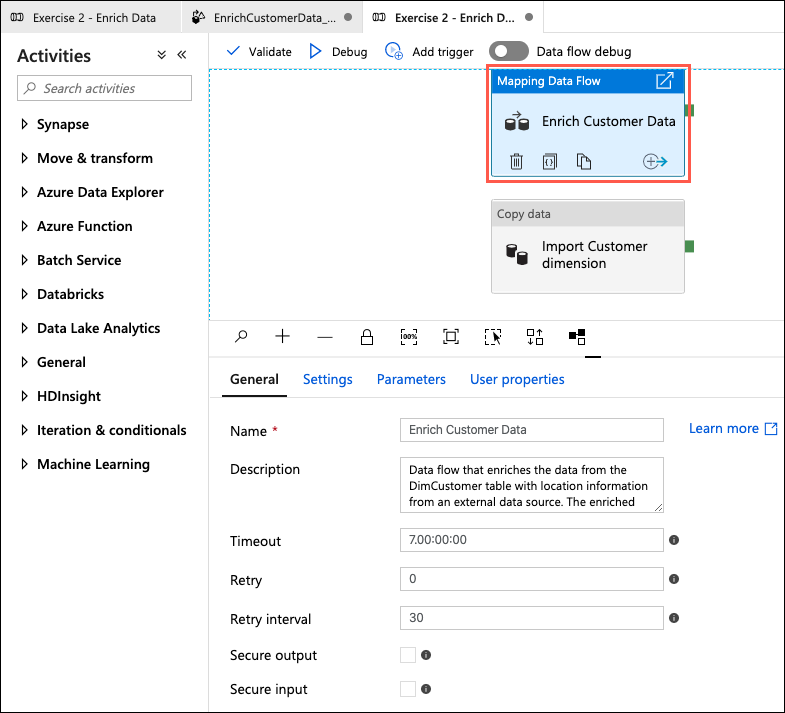 Exercise 2 - Enrich Data
EnrichCustomerData_...
Exercise 2 - Enrich D...
Activities
Search activities
Synapse
Move & transform
Azure Data Explorer
Azure Function
Batch Service
Databricks
Data Lake Analytics
General
HDInsight
Iteration & conditionals
Machine Learning
Validate
Debug
Add trigger
Data flow debug
Mapping Data Flow
Enrich Customer Data
Copy data
Import Customer
dimension
100%
General
Settings
Parameters
User properties
Name *
Enrich Customer Data
Learn more
Description
Data flow that enriches the data from the
DimCustomer table with location information
from an external data source. The enriched
Timeout
7.00:00:00
Retry
0
Retry interval
30
Secure output
Secure input